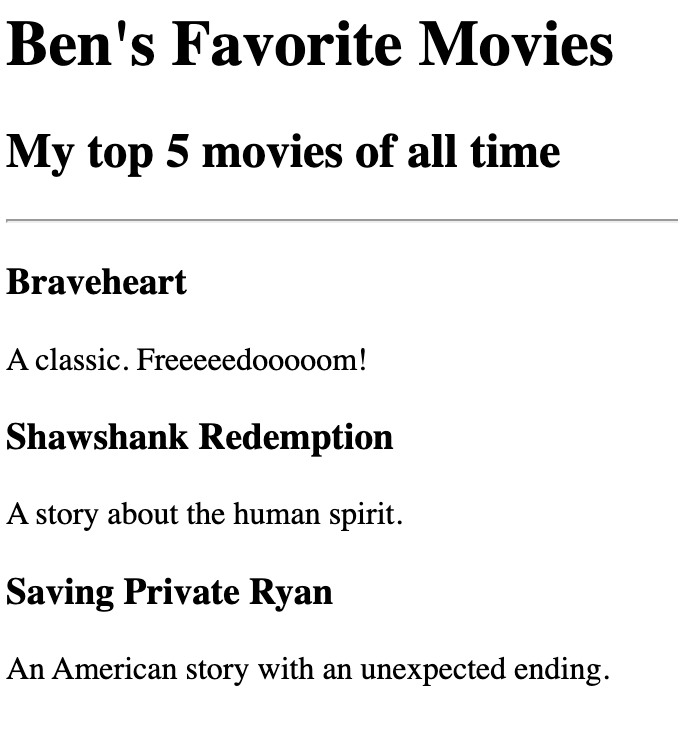 Ben's Favorite Movies
My top 5 movies of all time
Braveheart
A classic. Freeeeedooooom!
Shawshank Redemption
A story about the human spirit.
Saving Private Ryan
An American story with an unexpected ending.